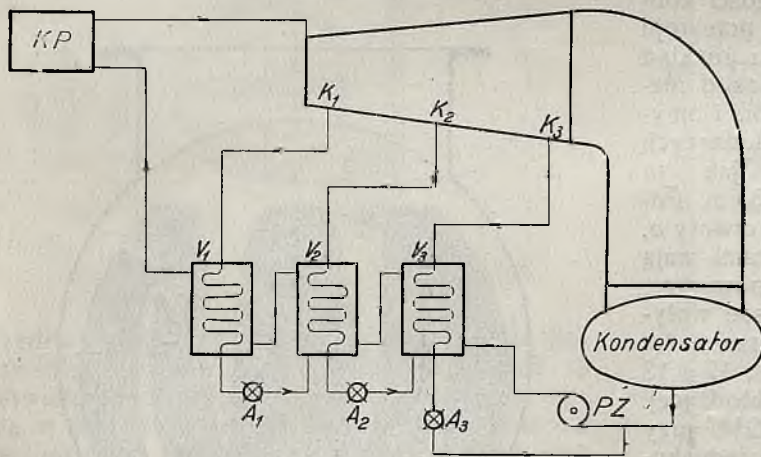 KP
K1
K2
K3
V1
V2
V3
Kondensator
A1
A2
A3
PZ